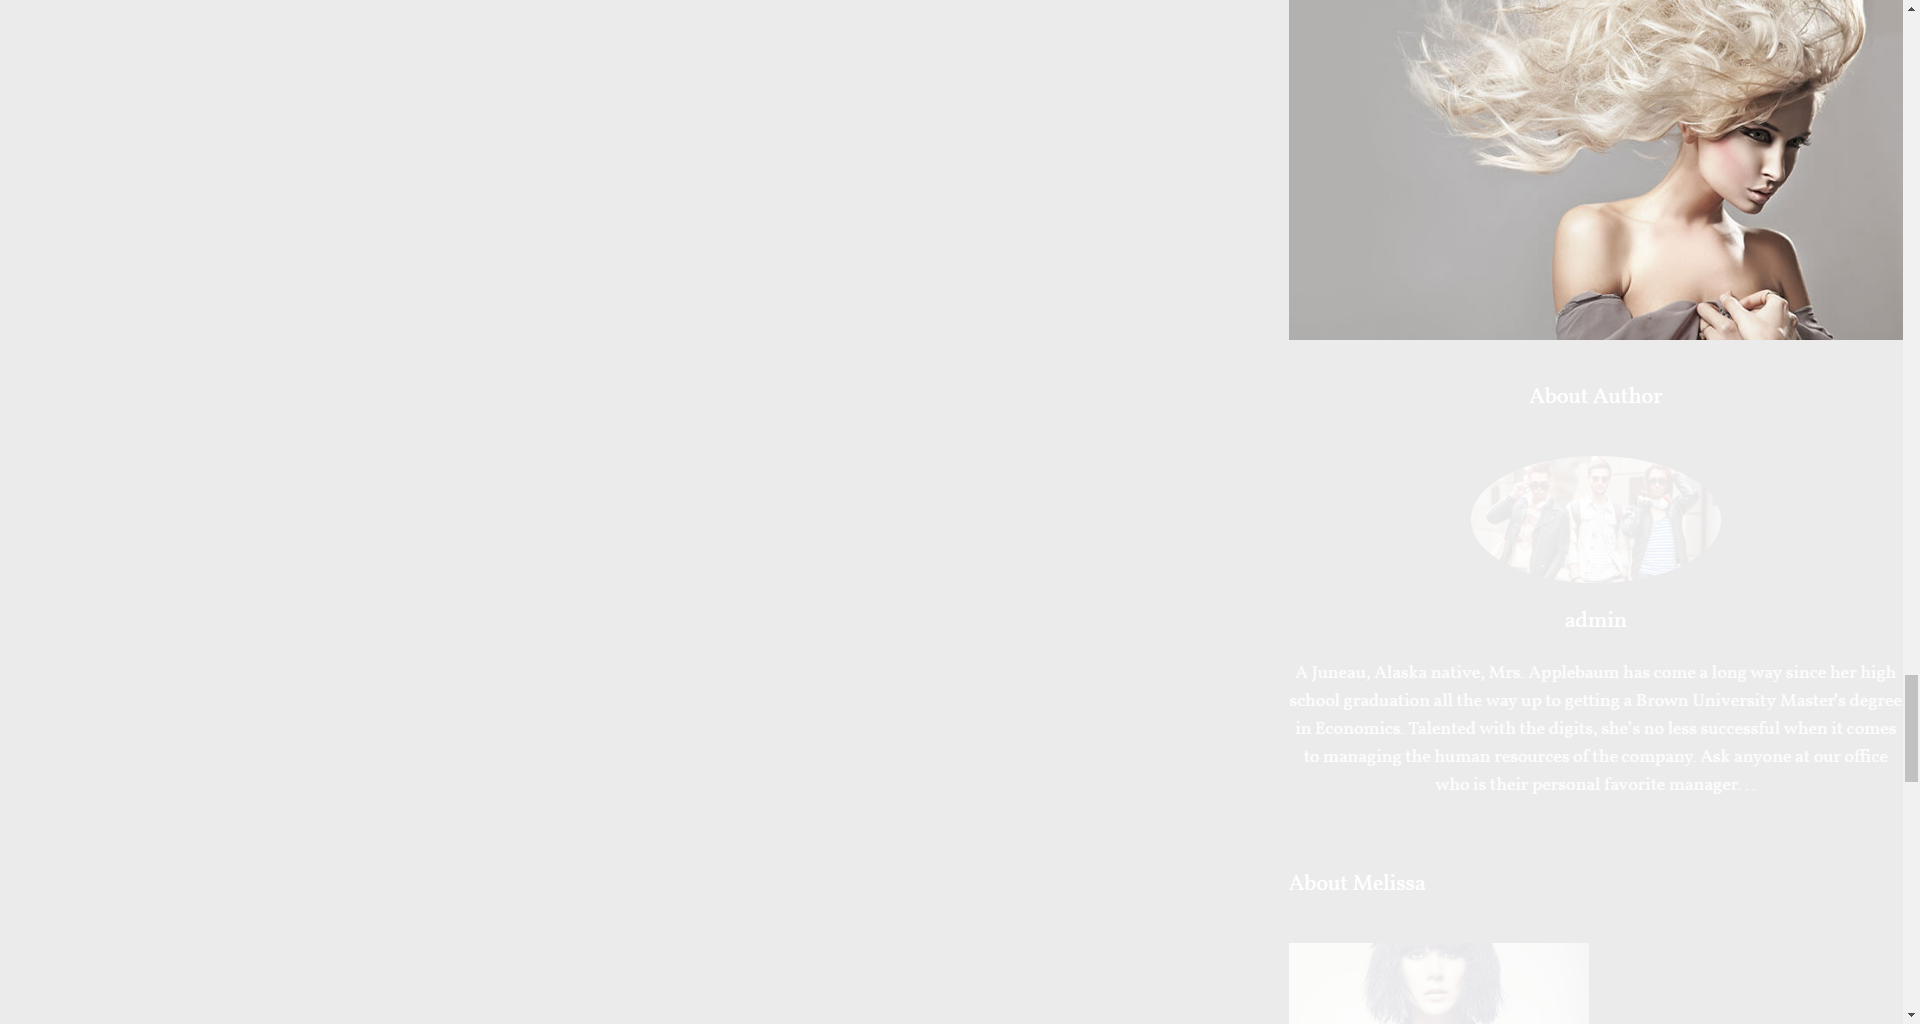 About Author
admin
A Juneau, Alaska native, Mrs. Applebaum has come a long way since her high
school graduation all the way up to getting a Brown University Master's degree
in Economics. Talented with the digits, she's no less successful when it comes
to managing the human resources of the company. Ask anyone at our office
who is their personal favorite manager…
About Melissa